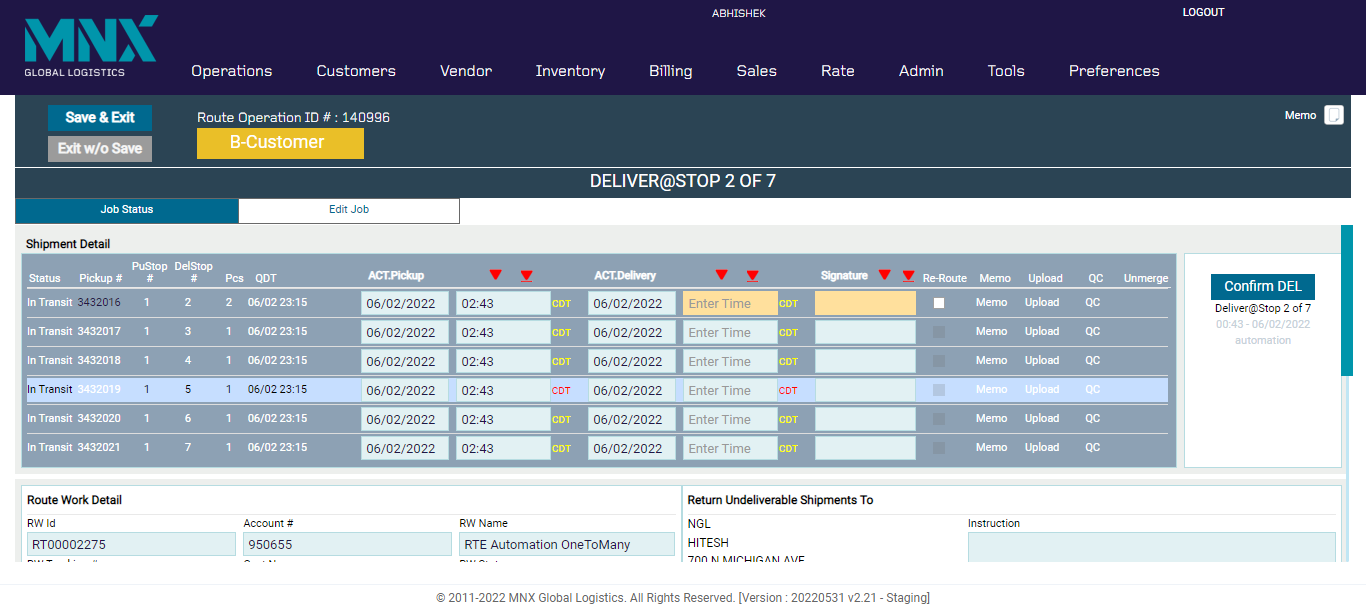 ABHISHEK
LOGOUT
MNX
GLOBAL LOGISTICS
Operations Customers Vendor Inventory Billing Sales Rate Admin Tools Preferences
Save & Exit
Route Operation ID # : 140996
Memo
Exit w/o Save
B-Customer
DELIVER@STOP 2 OF 7
Job Status Edit Job
Shipment Detail
Status Pickup # PuStop # DelStop # Pcs QDT ACT.Pickup ACT.Delivery Signature Re-Route Memo Upload QC Unmerge
In Transit 3432016 1 2 2 06/02 23:15 06/02/2022 02:43 CDT 06/02/2022 Enter Time CDT Memo Upload QC
In Transit 3432017 1 3 1 06/02 23:15 06/02/2022 02:43 CDT 06/02/2022 Enter Time CDT Memo Upload QC
In Transit 3432018 1 4 1 06/02 23:15 06/02/2022 02:43 CDT 06/02/2022 Enter Time CDT Memo Upload QC
In Transit 3432019 1 5 1 06/02 23:15 06/02/2022 02:43 CDT 06/02/2022 Enter Time CDT Memo Upload QC
In Transit 3432020 1 6 1 06/02 23:15 06/02/2022 02:43 CDT 06/02/2022 Enter Time CDT Memo Upload QC
In Transit 3432021 1 7 1 06/02 23:15 06/02/2022 02:43 CDT 06/02/2022 Enter Time CDT Memo Upload QC
Confirm DEL
Deliver@Stop 2 of 7
00:43 - 06/02/2022
automation
Route Work Detail
RW Id Account # RW Name
RT00002275 950655 RTE Automation OneToMany
Return Undeliverable Shipments To
NGL
Instruction
HITESH
700 N MICHIGAN AVE
© 2011-2022 MNX Global Logistics. All Rights Reserved. [Version : 20220531 v2.21 - Staging]